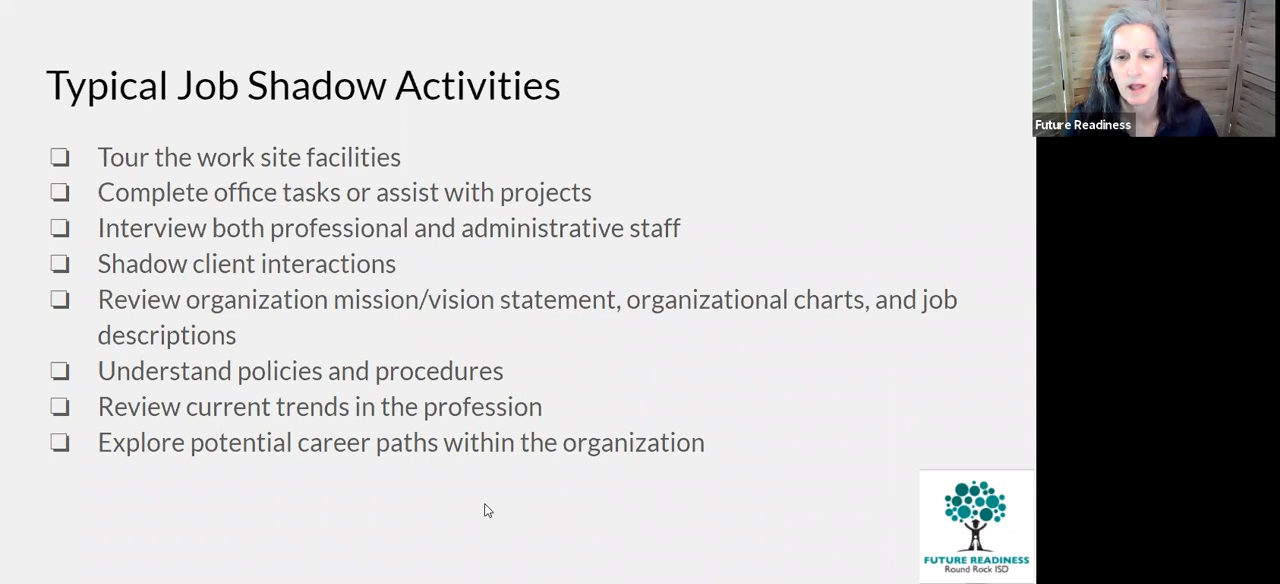 Typical Job Shadow Activities
Tour the work site facilities
Complete office tasks or assist with projects
Interview both professional and administrative staff
Shadow client interactions
Review organization mission/vision statement, organizational charts, and job
descriptions
Understand policies and procedures
Review current trends in the profession
Explore potential career paths within the organization
Future Readiness
FUTURE READINESS
Round Rock ISD